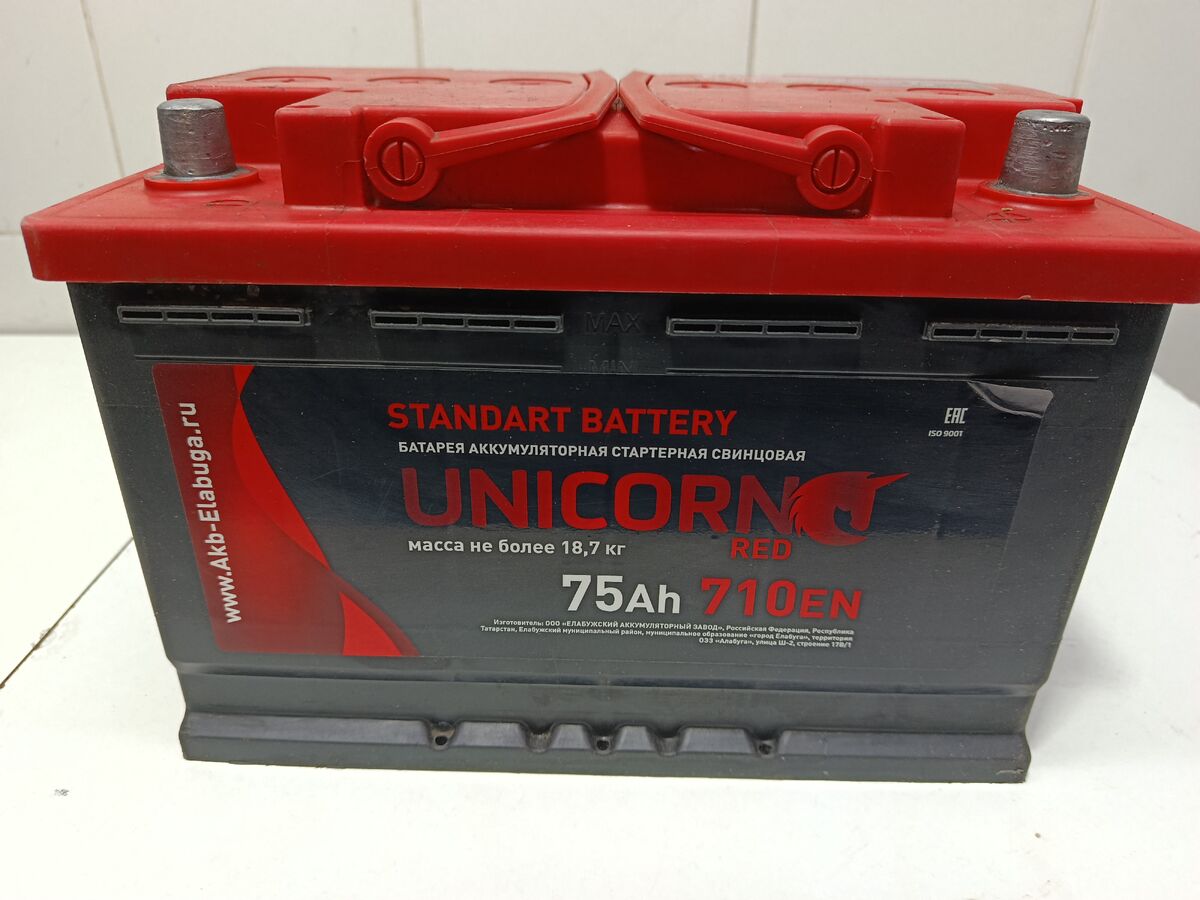 MAX
MIN
www.Akb-Elabuga.ru
STANDART BATTERY
EAC
ISO 9001
БАТАРЕЯ АККУМУЛЯТОРНАЯ СТАРТЕРНАЯ СВИНЦОВАЯ
UNICORN
RED
масса не более 18,7 кг
75Ah 710EN
Изготовитель: ООО «ЕЛАБУЖСКИЙ АККУМУЛЯТОРНЫЙ ЗАВОД», Российская Федерация, Республика
Татарстан, Елабужский муниципальный район, муниципальное образование «город Елабуга», территория
ОЭЗ «Алабуга», улица Ш-2, строение 17В/1